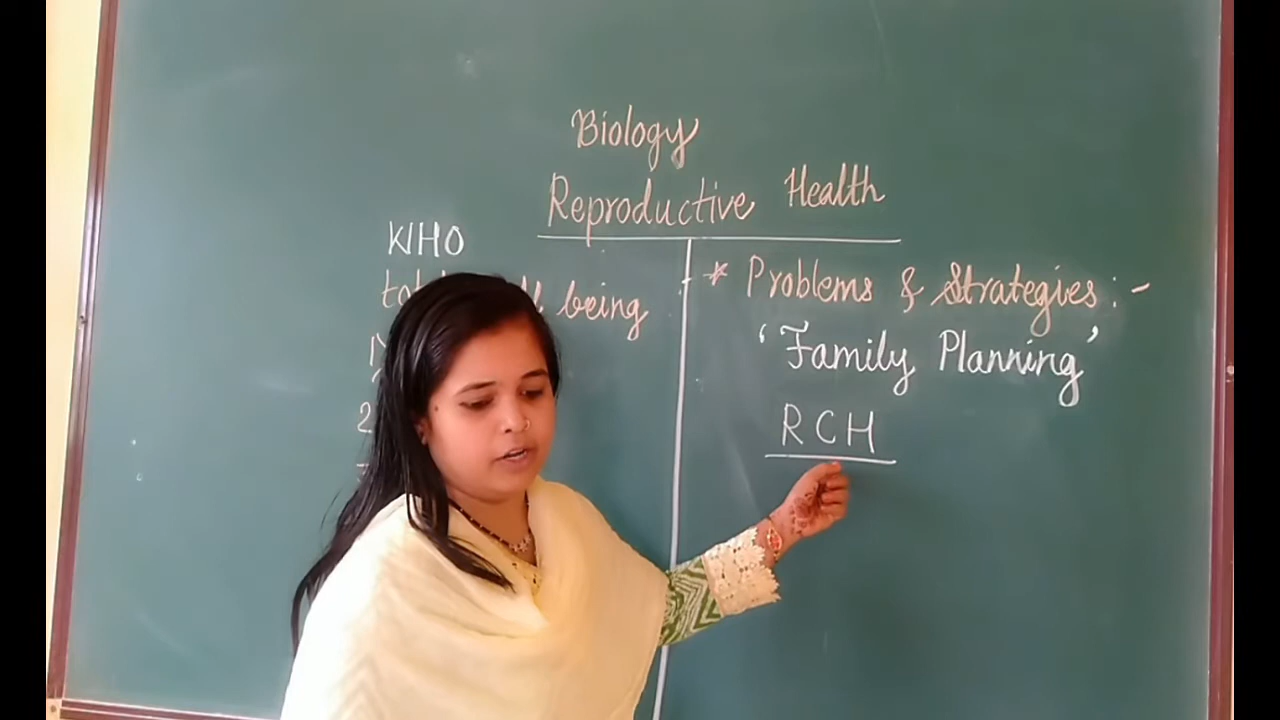 Biology
Reproductive Health
WHO
being
* Problems & Strategies :-
'Family Planning'
RCH